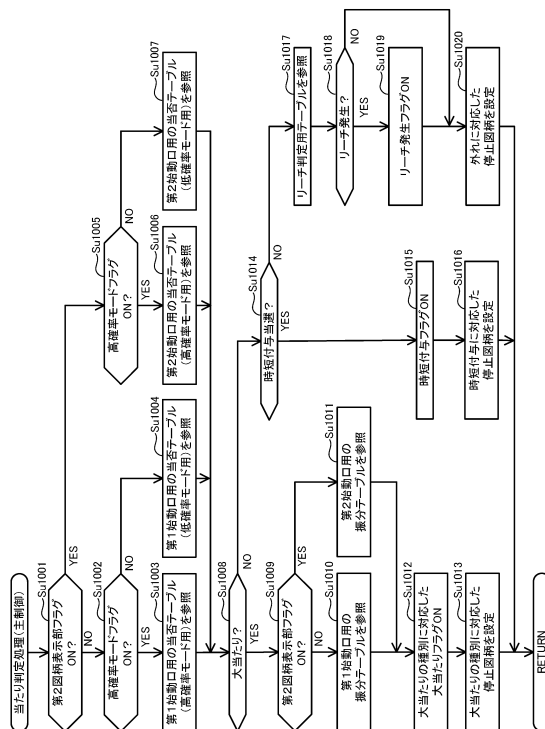 当たり判定処理(主制御)
Su1001
第2図柄表示部フラグ
ON?
YES
NO
Su1002
高確率モードフラグ
ON?
NO
YES
Su1003
第1始動口用の当否テーブル
(高確率モード用)を参照
Su1004
第1始動口用の当否テーブル
(低確率モード用)を参照
Su1005
高確率モードフラグ
ON?
NO
YES
Su1006
第2始動口用の当否テーブル
(高確率モード用)を参照
Su1007
第2始動口用の当否テーブル
(低確率モード用)を参照
Su1008
大当たり?
NO
YES
Su1009
第2図柄表示部フラグ
ON?
YES
NO
Su1010
第1始動口用の
振分テーブルを参照
Su1011
第2始動口用の
振分テーブルを参照
Su1012
大当たりの種別に対応した
大当たりフラグON
Su1013
大当たりの種別に対応した
停止図柄を設定
Su1014
時短付与当選?
NO
YES
Su1015
時短付与フラグON
Su1016
時短付与に対応した
停止図柄を設定
Su1017
リーチ判定用テーブルを参照
Su1018
リーチ発生?
NO
YES
Su1019
リーチ発生フラグON
Su1020
外れに対応した
停止図柄を設定
RETURN